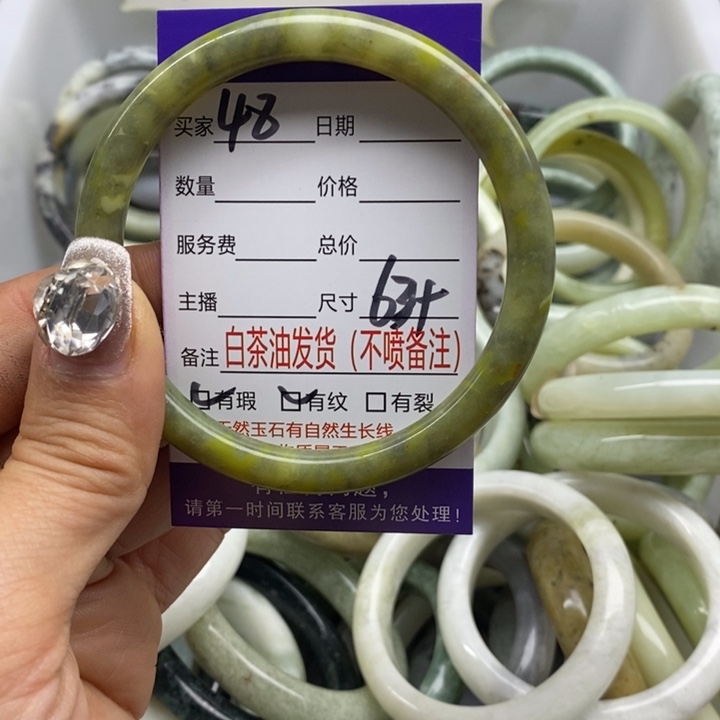 买家 48 日期
数量 价格
服务费 总价
主播 尺寸 63+
备注 白茶油发货（不喷备注）
有瑕 有纹 有裂
天然玉石有自然生长线
请第一时间联系客服为您处理！